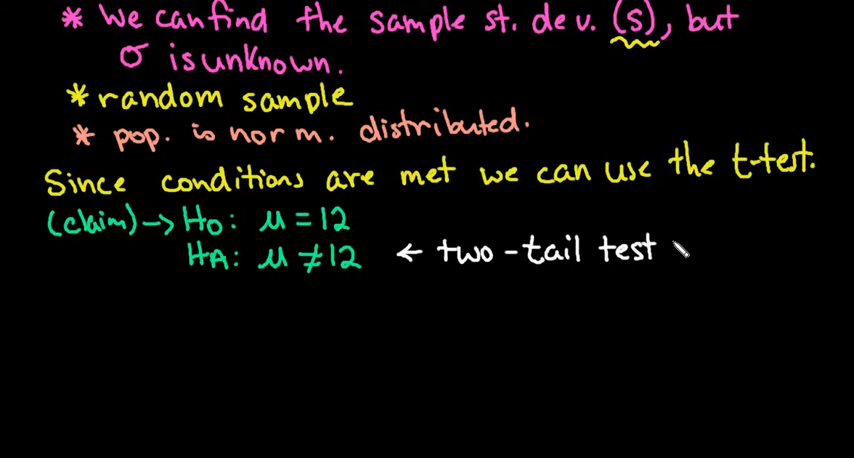 * We can find the sample st. dev. (s), but
σ is unknown.
* random sample
* pop. is norm. distributed.
Since conditions are met we can use the t-test.
(claim) → H0: μ = 12
HA: μ ≠ 12 ← two-tail test